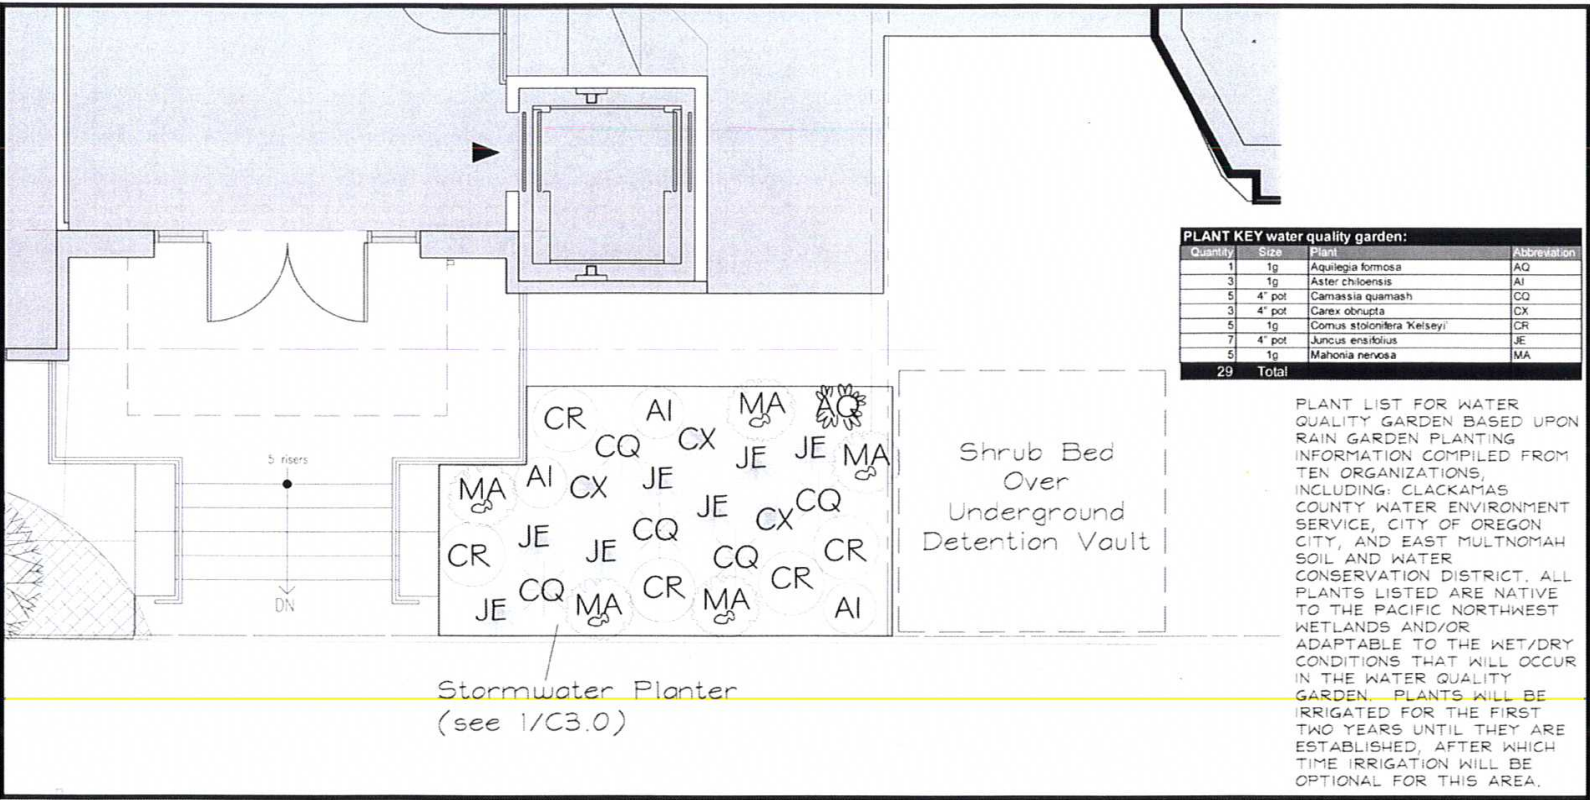 PLANT KEY water quality garden:
Quantity Size Plant Abbreviation
1 1g Aquilegia formosa AQ
3 1g Aster chiloensis AI
5 4" pot Camassia quamash CQ
3 4" pot Carex obnupta CX
5 1g Cornus stolonifera 'Kelseyi' CR
7 4" pot Juncus ensifolius JE
5 1g Mahonia nervosa MA
29 Total
5 risers
DN
CR AI MA AQ
CQ CX JE JE MA
MA AI CX JE
JE CX CQ
CR JE JE CQ CQ CR
CQ CR CR
JE MA MA AI
Shrub Bed
Over
Underground
Detention Vault
Stormwater Planter
(see 1/C3.0)
PLANT LIST FOR WATER
QUALITY GARDEN BASED UPON
RAIN GARDEN PLANTING
INFORMATION COMPILED FROM
TEN ORGANIZATIONS,
INCLUDING: CLACKAMAS
COUNTY WATER ENVIRONMENT
SERVICE, CITY OF OREGON
CITY, AND EAST MULTNOMAH
SOIL AND WATER
CONSERVATION DISTRICT. ALL
PLANTS LISTED ARE NATIVE
TO THE PACIFIC NORTHWEST
WETLANDS AND/OR
ADAPTABLE TO THE WET/DRY
CONDITIONS THAT WILL OCCUR
IN THE WATER QUALITY
GARDEN. PLANTS WILL BE
IRRIGATED FOR THE FIRST
TWO YEARS UNTIL THEY ARE
ESTABLISHED, AFTER WHICH
TIME IRRIGATION WILL BE
OPTIONAL FOR THIS AREA.